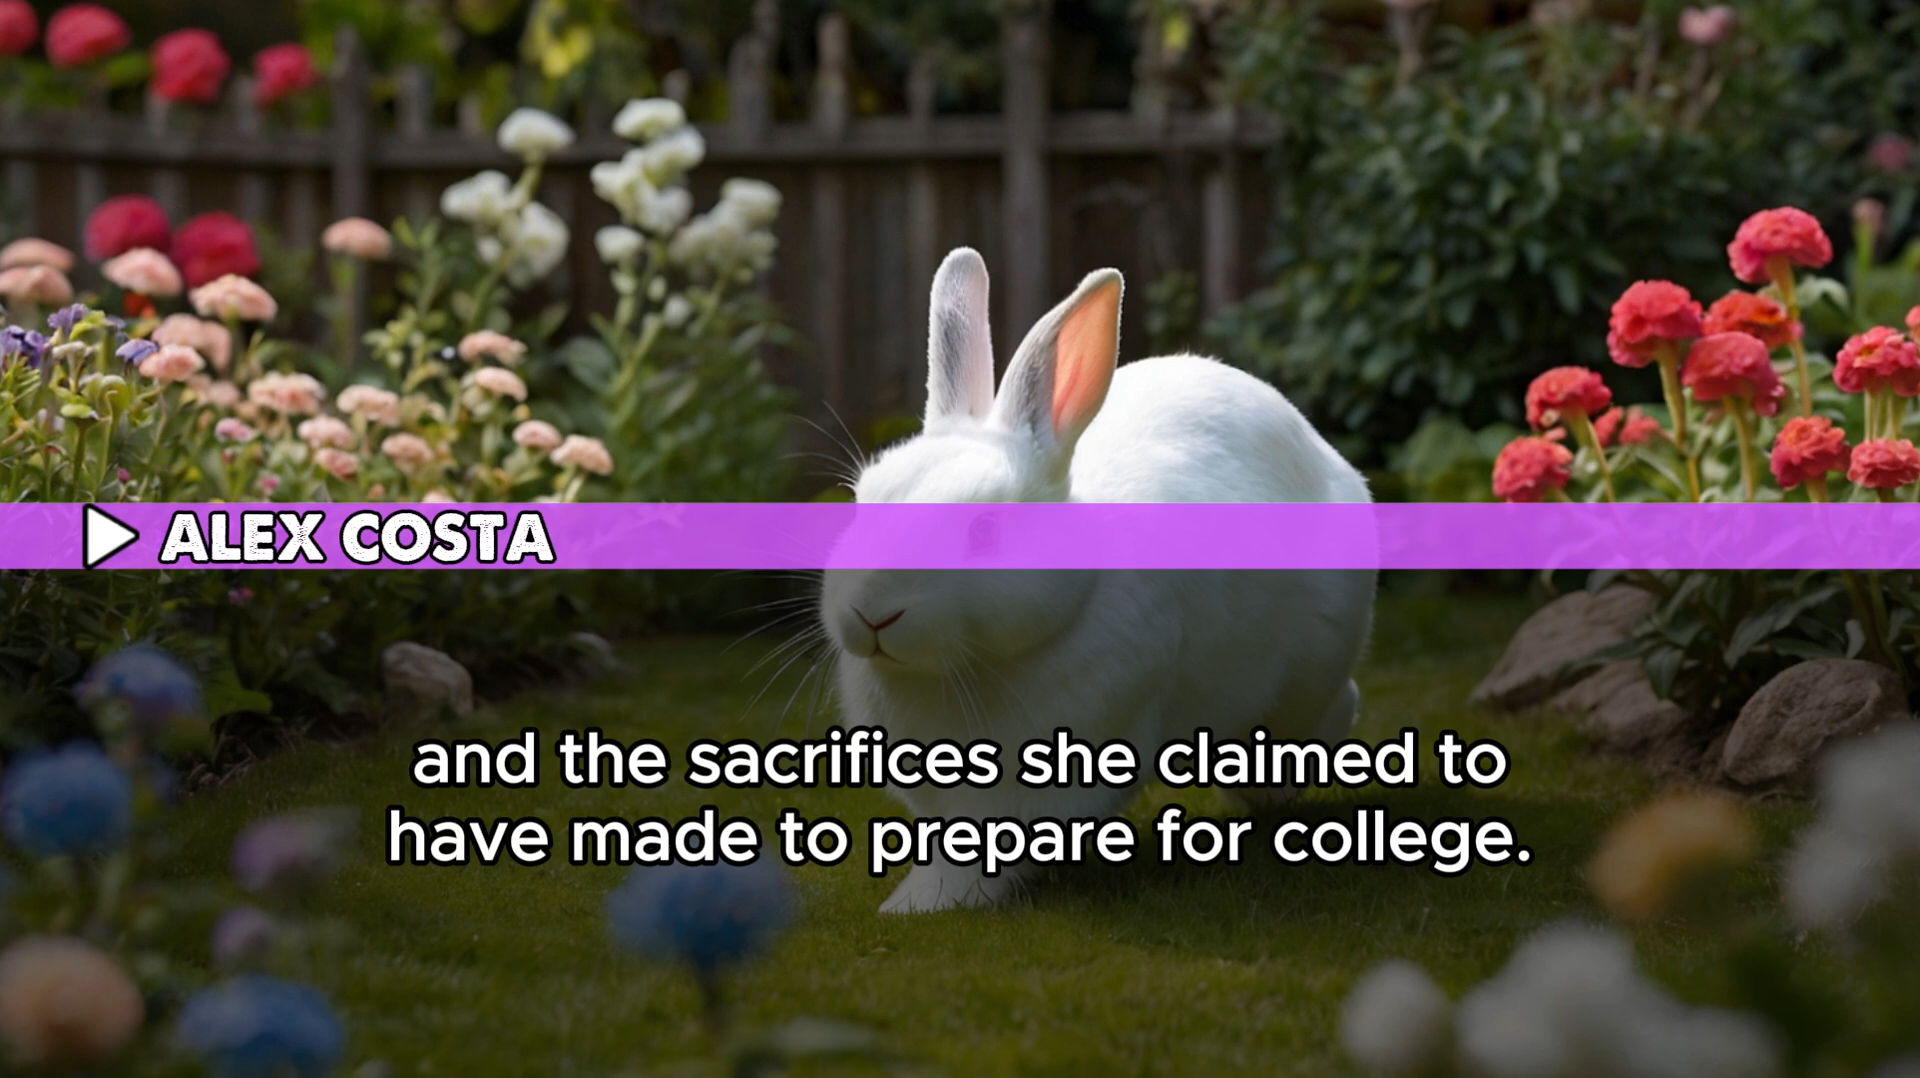 ALEX COSTA
and the sacrifices she claimed to
have made to prepare for college.